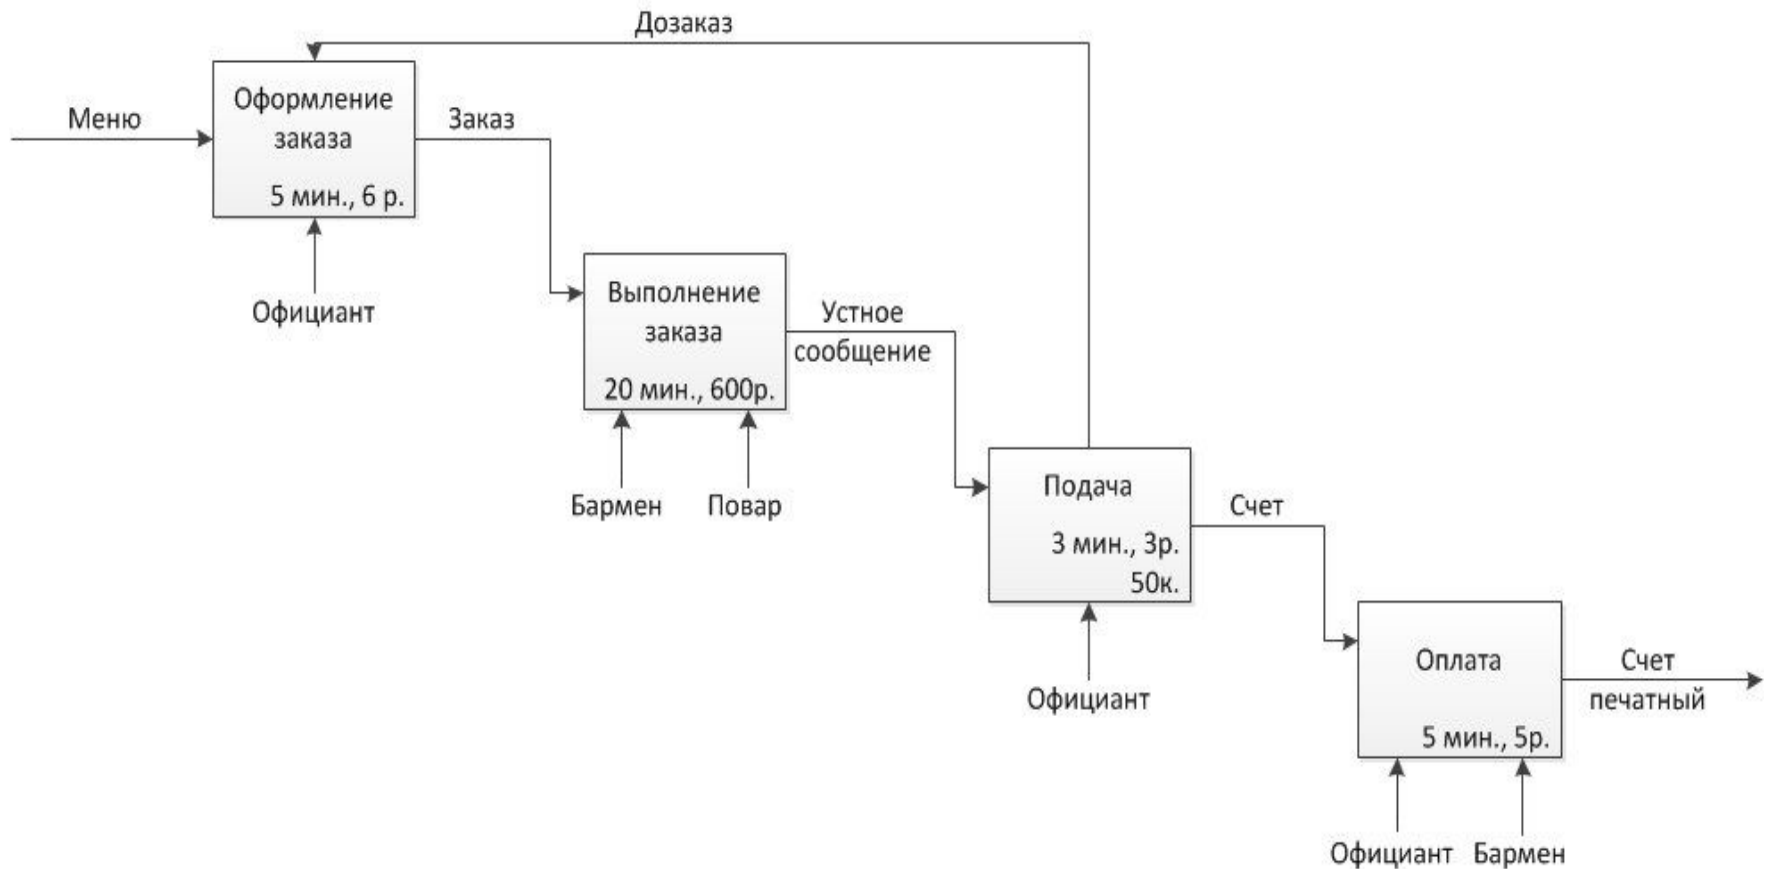 Дозаказ
Меню
Оформление
заказа
5 мин., 6 р.
Заказ
Официант
Выполнение
заказа
20 мин., 600р.
Устное
сообщение
Бармен
Повар
Подача
3 мин., 3р.
50к.
Счет
Официант
Оплата
5 мин., 5р.
Счет
печатный
Официант
Бармен